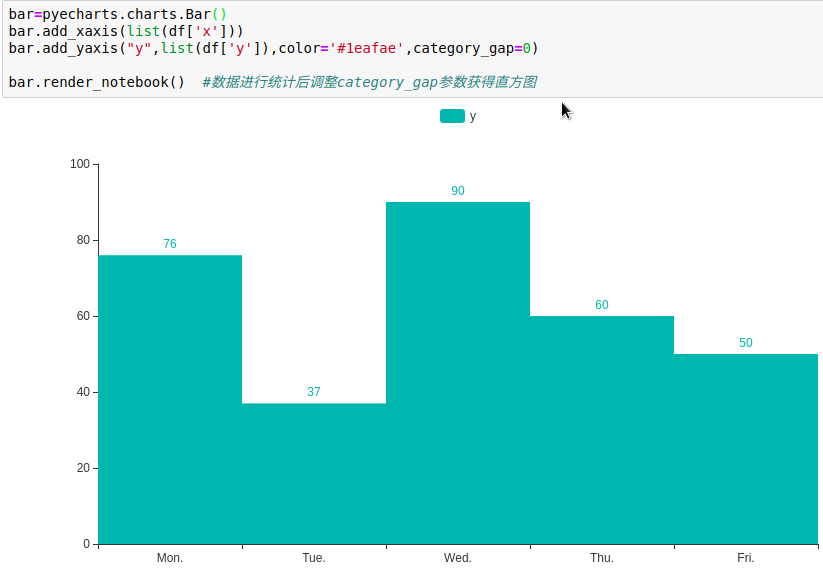 bar=pyecharts.charts.Bar()
bar.add_xaxis(list(df['x']))
bar.add_yaxis("y",list(df['y']),color='#1eafae',category_gap=0)
bar.render_notebook()  #数据进行统计后调整category_gap参数获得直方图
y
100
80
60
40
20
0
76
37
90
60
50
Mon. Tue. Wed. Thu. Fri.